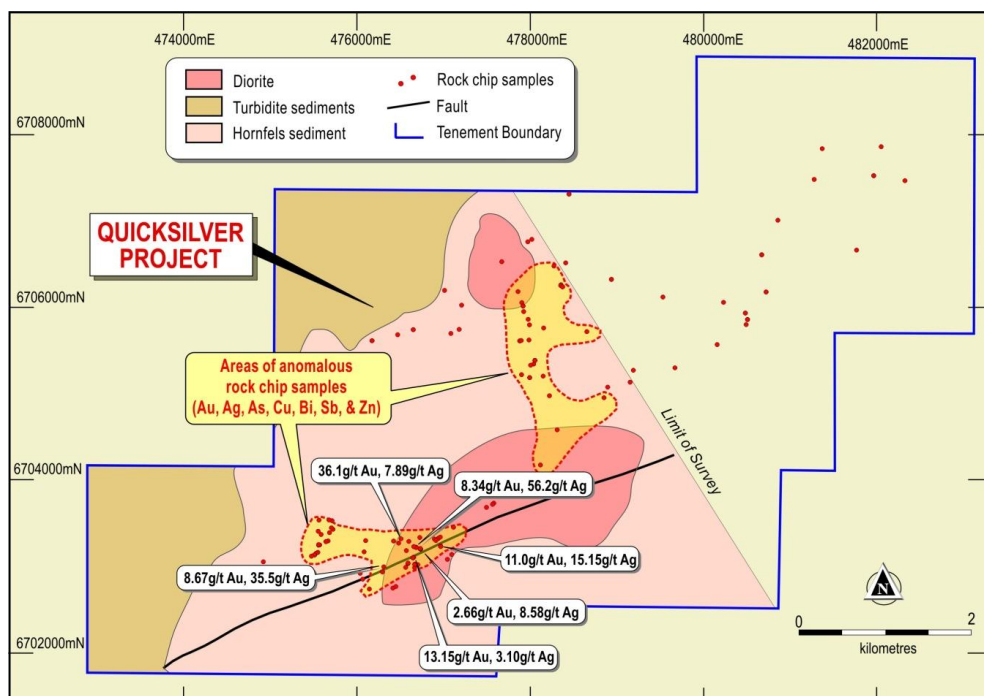 474000mE
476000mE
478000mE
480000mE
482000mE
Diorite
Turbidite sediments
Hornfels sediment
Rock chip samples
Fault
Tenement Boundary
6708000mN
QUICKSILVER
PROJECT
6706000mN
Areas of anomalous
rock chip samples
(Au, Ag, As, Cu, Bi, Sb, & Zn)
Limit of Survey
6704000mN
36.1g/t Au, 7.89g/t Ag
8.34g/t Au, 56.2g/t Ag
11.0g/t Au, 15.15g/t Ag
8.67g/t Au, 35.5g/t Ag
2.66g/t Au, 8.58g/t Ag
13.15g/t Au, 3.10g/t Ag
6702000mN
N
0
2
kilometres